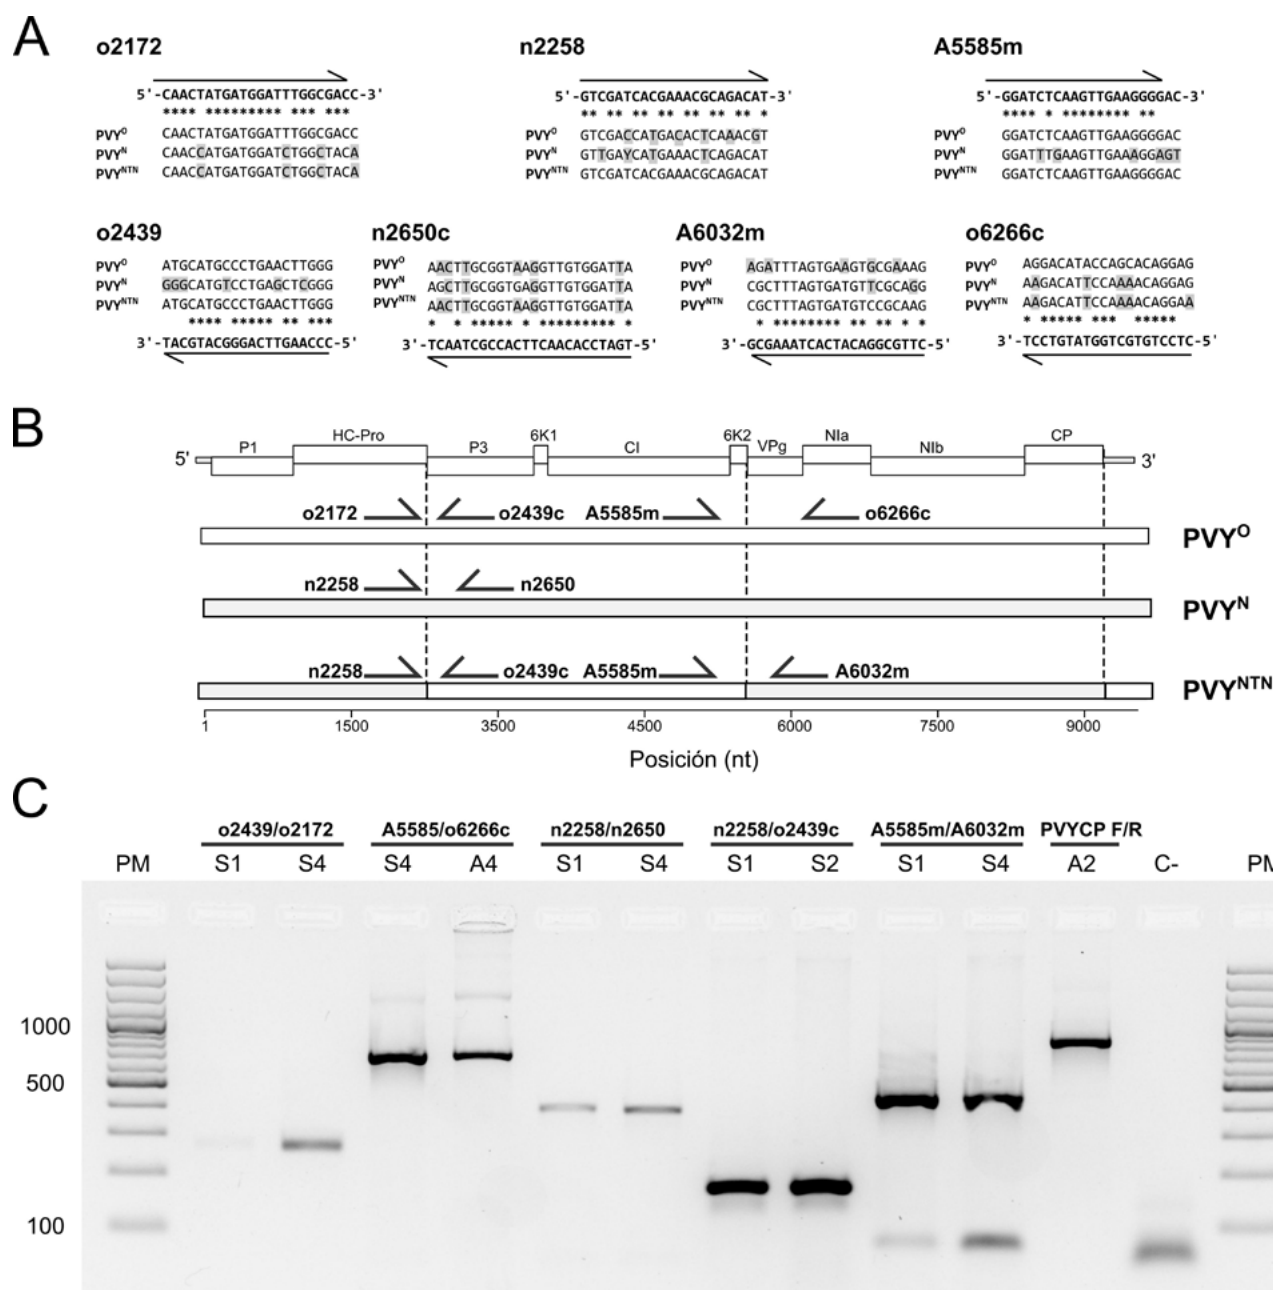 A
o2172 n2258 A5585m
5'-CAACTATGATGGATTTGGCGACC-3' 5'-GTCGATCACGAAACGCAGACAT-3' 5'-GGATCTCAAGTTGAAGGGGAC-3'
**** ********* **** *** ** ** ** ** ** ** ** * **** * ********* **
PVYO CAACTATGATGGATTTGGCGACC PVYO GTCGACCATGACACTCAAACGT PVYO GGATCTCAAGTTGAAGGGGAC
PVYN CAACCATGATGGATCTGGCTACA PVYN GTTGAYCATGAAACTCAGACAT PVYN GGATTTGAAGTTGAAAGGAGT
PVYNTN CAACCATGATGGATCTGGCTACA PVYNTN GTCGATCACGAAACGCAGACAT PVYNTN GGATCTCAAGTTGAAGGGGAC
o2439 n2650c A6032m o6266c
PVYO ATGCATGCCCTGAACTTGGG PVYO AACTTGCGGTAAGGTTGTGGATTA PVYO AGATTTAGTGAAGTGCGAAAG PVYO AGGACATACCAGCACAGGAG
PVYN GGGCATGTCCTGAGCTCGGG PVYN AGCTTGCGGTGAGGTTGTGGATTA PVYN CGCTTTAGTGATGTTCGCAGG PVYN AAGACATTCCAAAACAGGAG
PVYNTN ATGCATGCCCTGAACTTGGG PVYNTN AACTTGCGGTAAGGTTGTGGATTA PVYNTN CGCTTTAGTGATGTCCGCAAG PVYNTN AAGACATTCCAAAACAGGAA
**** ***** ** *** * * ***** ********** * * ******** ** ** * * ***** *** *****
3'-TACGTACGGGACTTGAACCC-5' 3'-TCAATCGCCACTTCAACACCTAGT-5' 3'-GCGAAATCACTACAGGCGTTC-5' 3'-TCCTGTATGGTCGTGTCCTC-5'
B
5' P1 HC-Pro P3 6K1 CI 6K2 VPg NIa NIb CP 3'
o2172 o2439c A5585m o6266c
PVYO
n2258 n2650
PVYN
n2258 o2439c A5585m A6032m
PVYNTN
1 1500 3500 4500 6000 7500 9000
Posición (nt)
C
o2439/o2172 A5585/o6266c n2258/n2650 n2258/o2439c A5585m/A6032m PVYCP F/R
PM S1 S4 S4 A4 S1 S4 S1 S2 S1 S4 A2 C- PM
1000
500
100